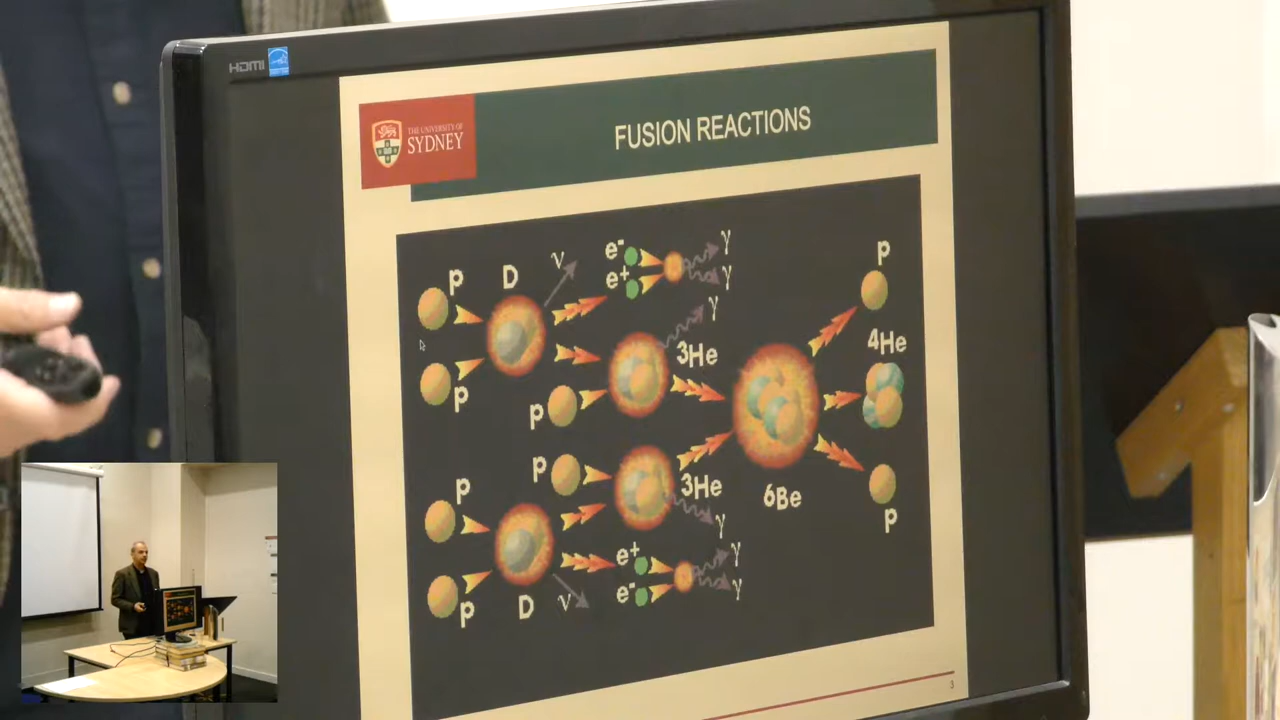 HDMI
THE UNIVERSITY OF
SYDNEY
FUSION REACTIONS
p D ν e⁻ γ
e⁺ γ
p γ
3He
p
p 4He
p 3He
6Be
p
p γ
p D ν e⁺ γ
e⁻ γ
p
3